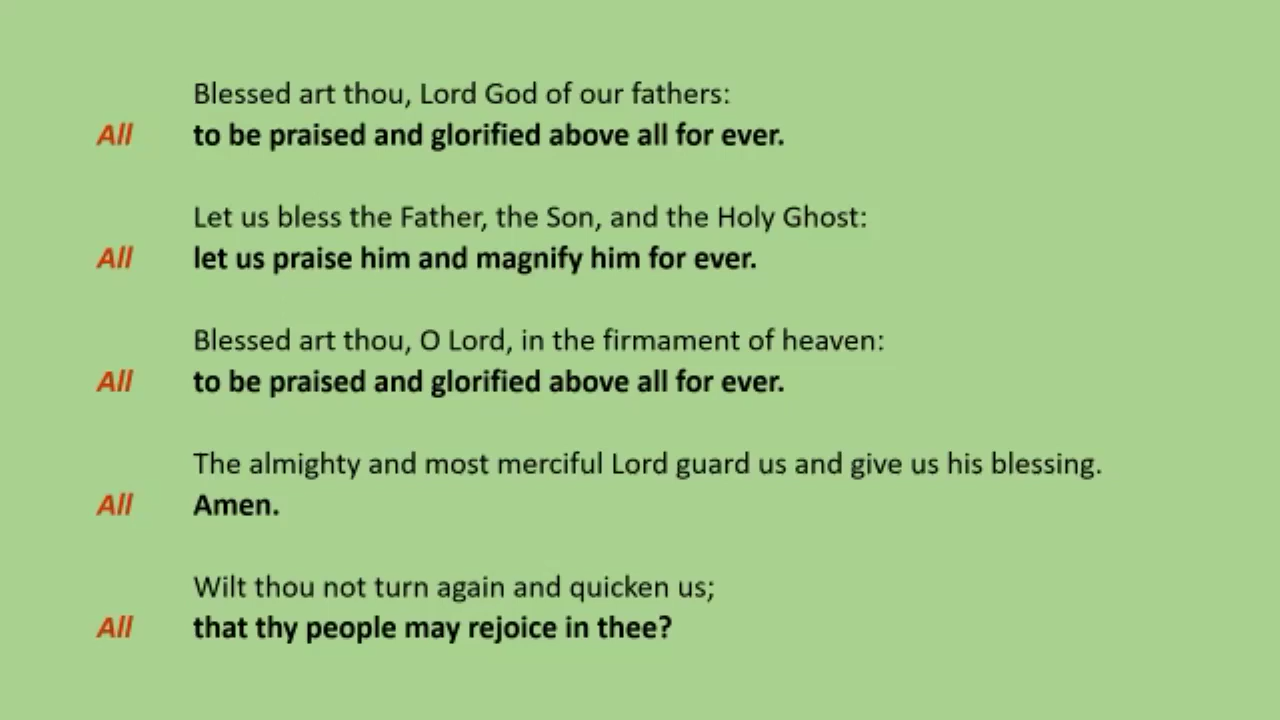 Blessed art thou, Lord God of our fathers:
All to be praised and glorified above all for ever.
Let us bless the Father, the Son, and the Holy Ghost:
All let us praise him and magnify him for ever.
Blessed art thou, O Lord, in the firmament of heaven:
All to be praised and glorified above all for ever.
The almighty and most merciful Lord guard us and give us his blessing.
All Amen.
Wilt thou not turn again and quicken us;
All that thy people may rejoice in thee?